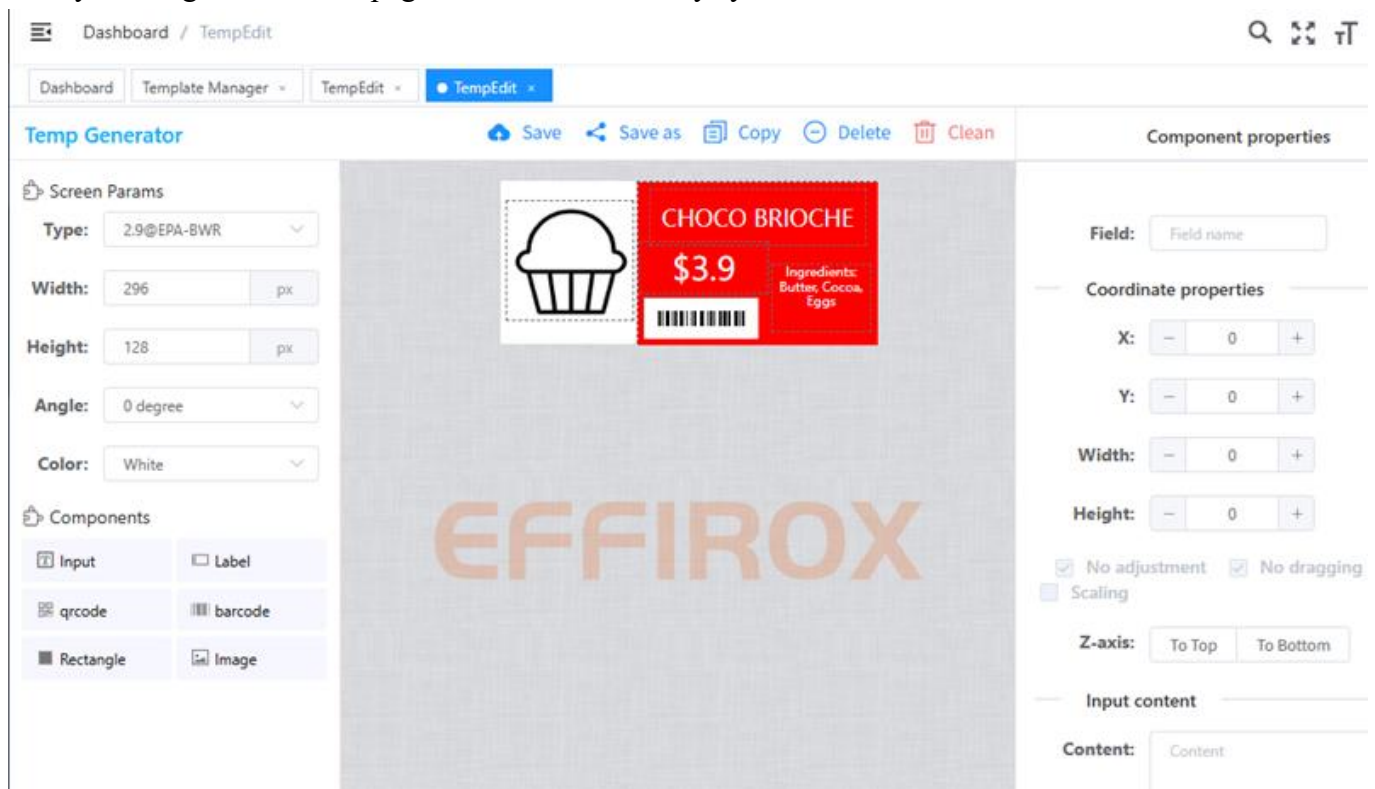 Dashboard / TempEdit
Dashboard Template Manager × TempEdit × TempEdit ×
Temp Generator
Save Save as Copy Delete Clean
Component properties
Screen Params
Type: 2.9@EPA-BWR
Width: 296 px
Height: 128 px
Angle: 0 degree
Color: White
Components
Input Label
qrcode barcode
Rectangle Image
CHOCO BRIOCHE
$3.9
Ingredients:
Butter, Cocoa,
Eggs
EFFIROX
Field: Field name
Coordinate properties
X: − 0 +
Y: − 0 +
Width: − 0 +
Height: − 0 +
No adjustment No dragging
Scaling
Z-axis: To Top To Bottom
Input content
Content: Content